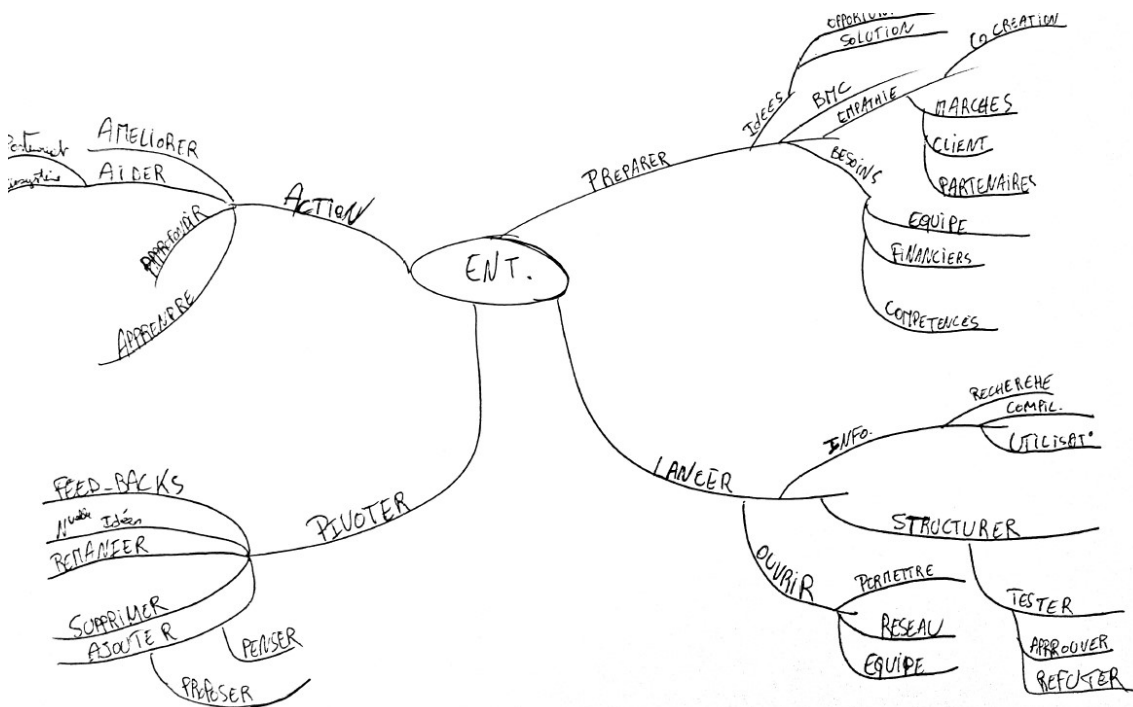 ENT.
PREPARER
IDEES
SOLUTION
BMC
EMPATHIE
CO CREATION
MARCHES
CLIENT
PARTENAIRES
BESOINS
EQUIPE
FINANCIERS
COMPETENCES
LANCER
INFO.
RECHERCHE
COMPIL.
UTILISAT°
STRUCTURER
TESTER
APPROUVER
REFUTER
OUVRIR
PERMETTRE
RESEAU
EQUIPE
PIVOTER
FEED-BACKS
Nvelles Idées
REMANIER
SUPPRIMER
AJOUTER
PENSER
PROPOSER
ACTION
AMELIORER
AIDER
APPROFONDIR
APPRENDRE